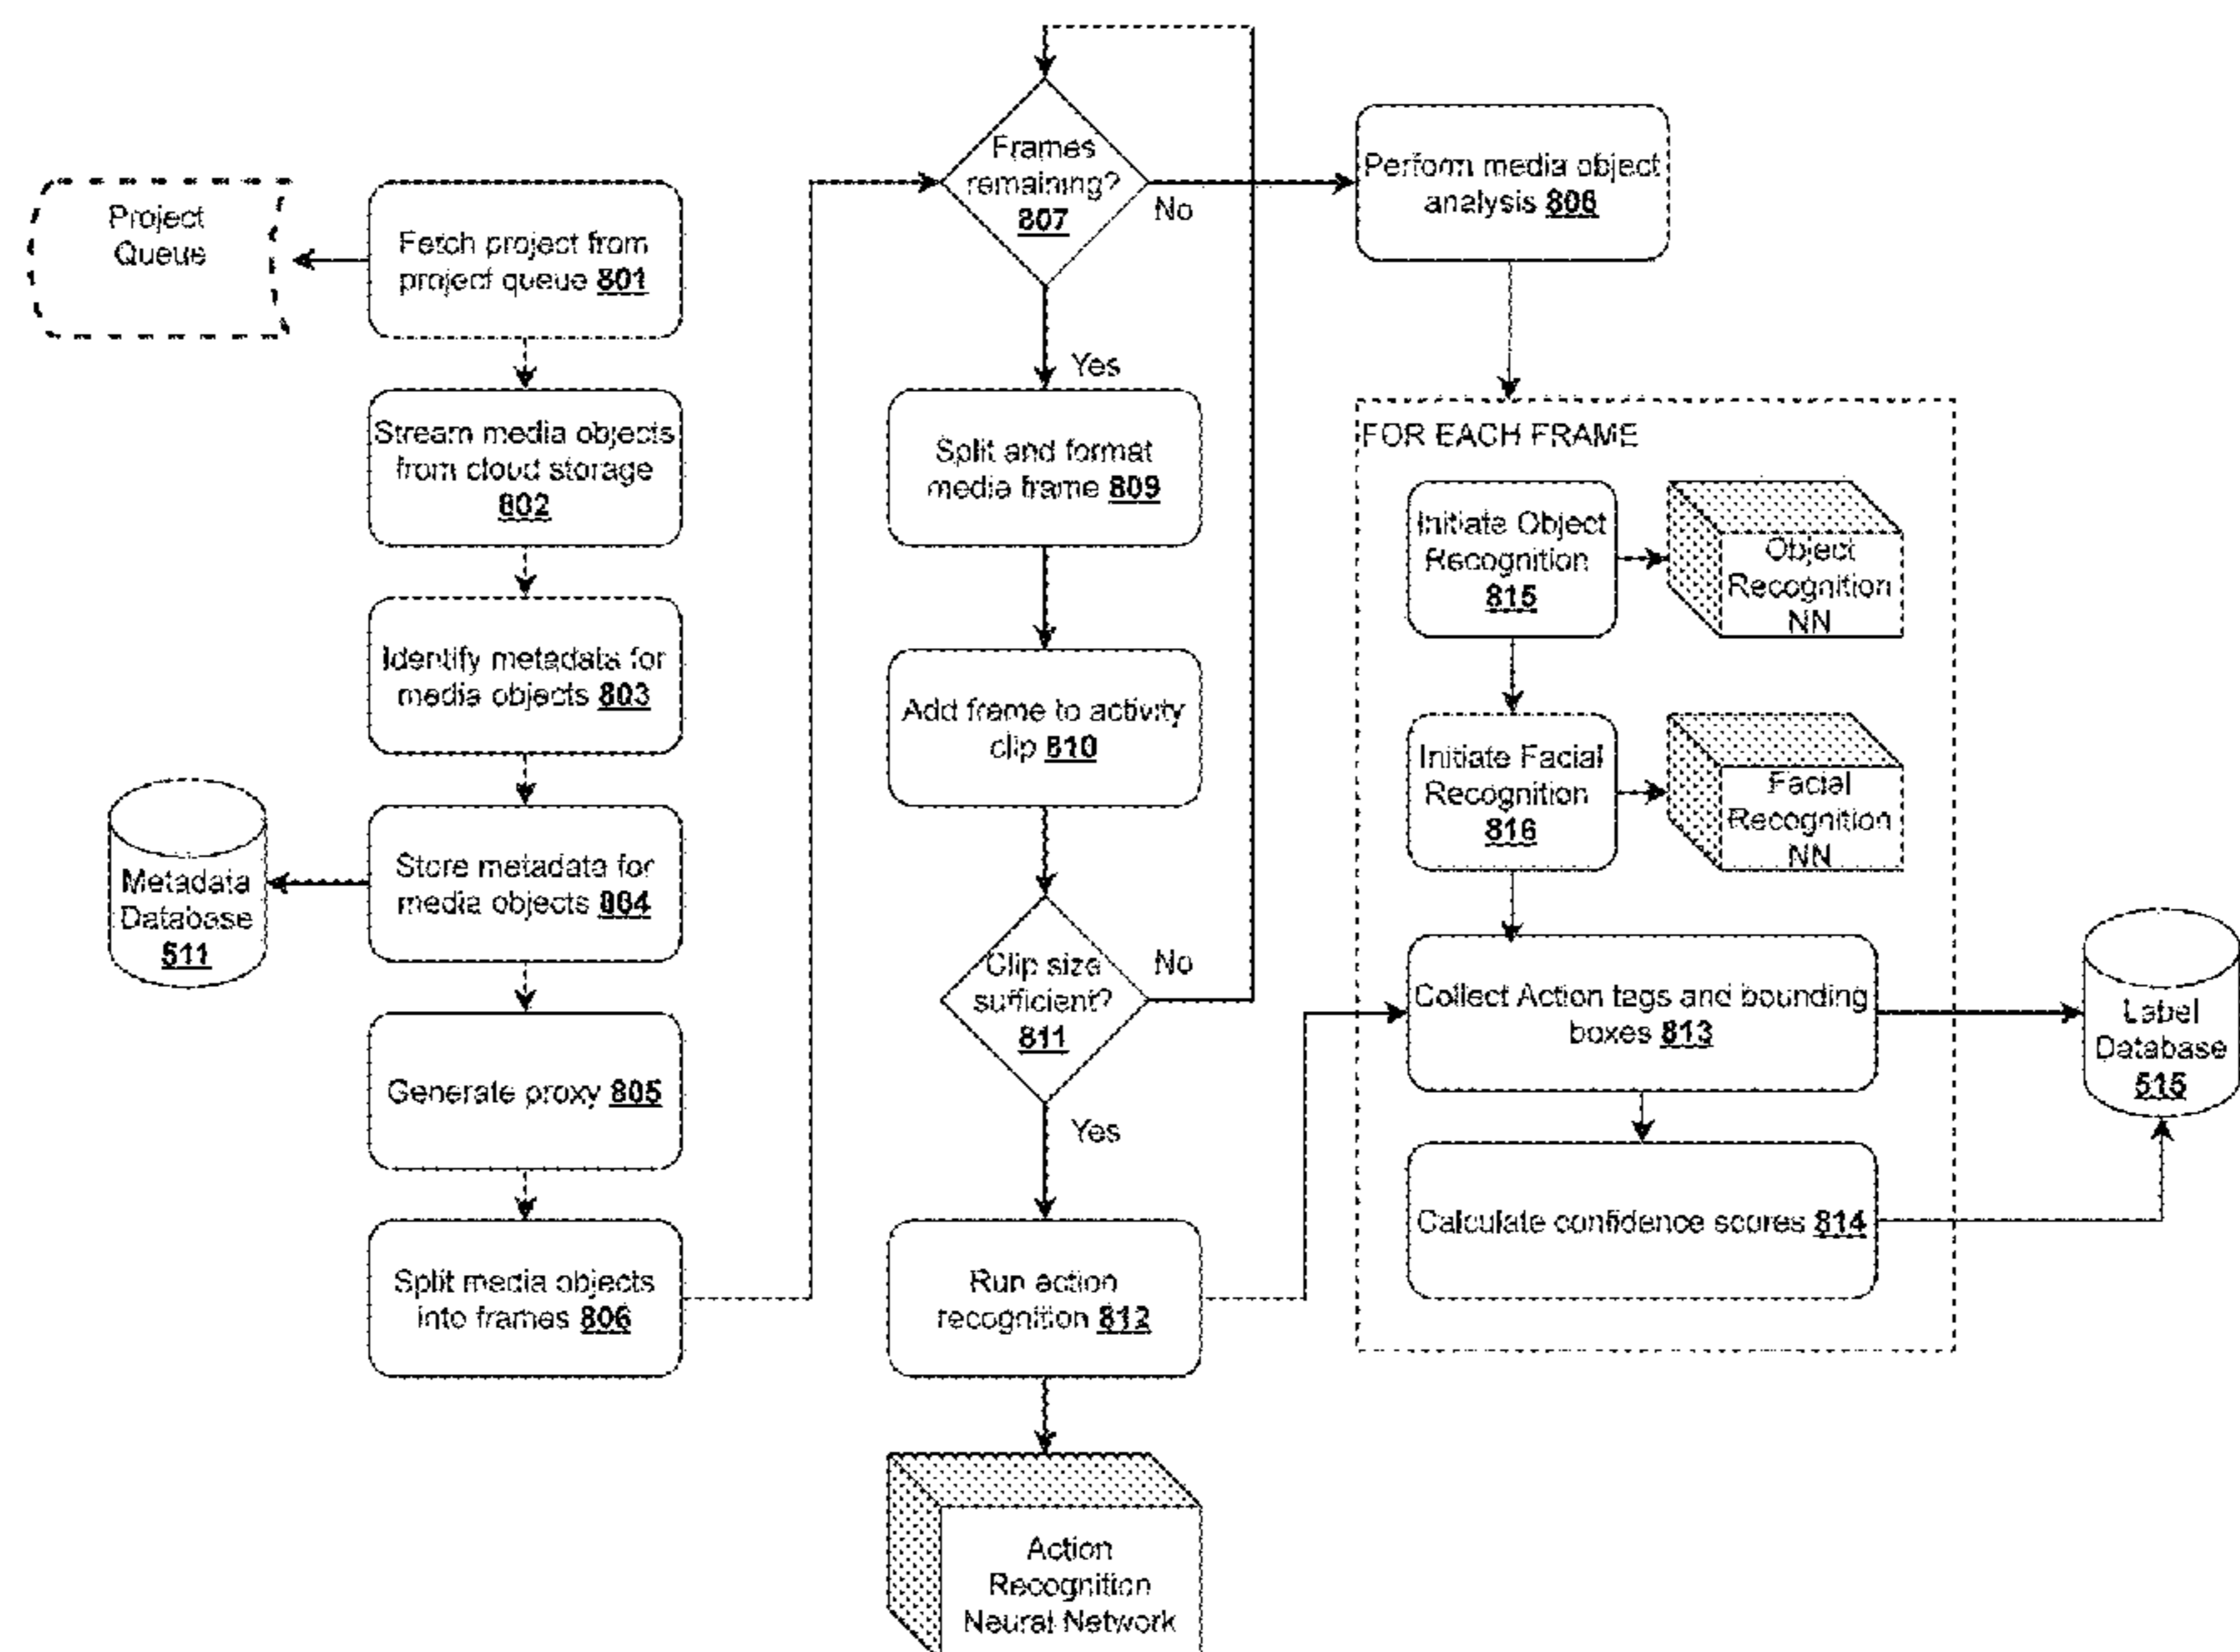 Project
Queue
Fetch project from
project queue 801
Stream media objects
from cloud storage
802
Identify metadata for
media objects 803
Store metadata for
media objects 804
Metadata
Database
511
Generate proxy 805
Split media objects
into frames 806
Frames
remaining?
807
No
Yes
Split and format
media frame 809
Add frame to activity
clip 810
Clip size
sufficient?
811
No
Yes
Run action
recognition 812
Action
Recognition
Neural Network
Perform media object
analysis 808
FOR EACH FRAME
Initiate Object
Recognition
815
Object
Recognition
NN
Initiate Facial
Recognition
816
Facial
Recognition
NN
Collect Action tags and bounding
boxes 813
Calculate confidence scores 814
Label
Database
515